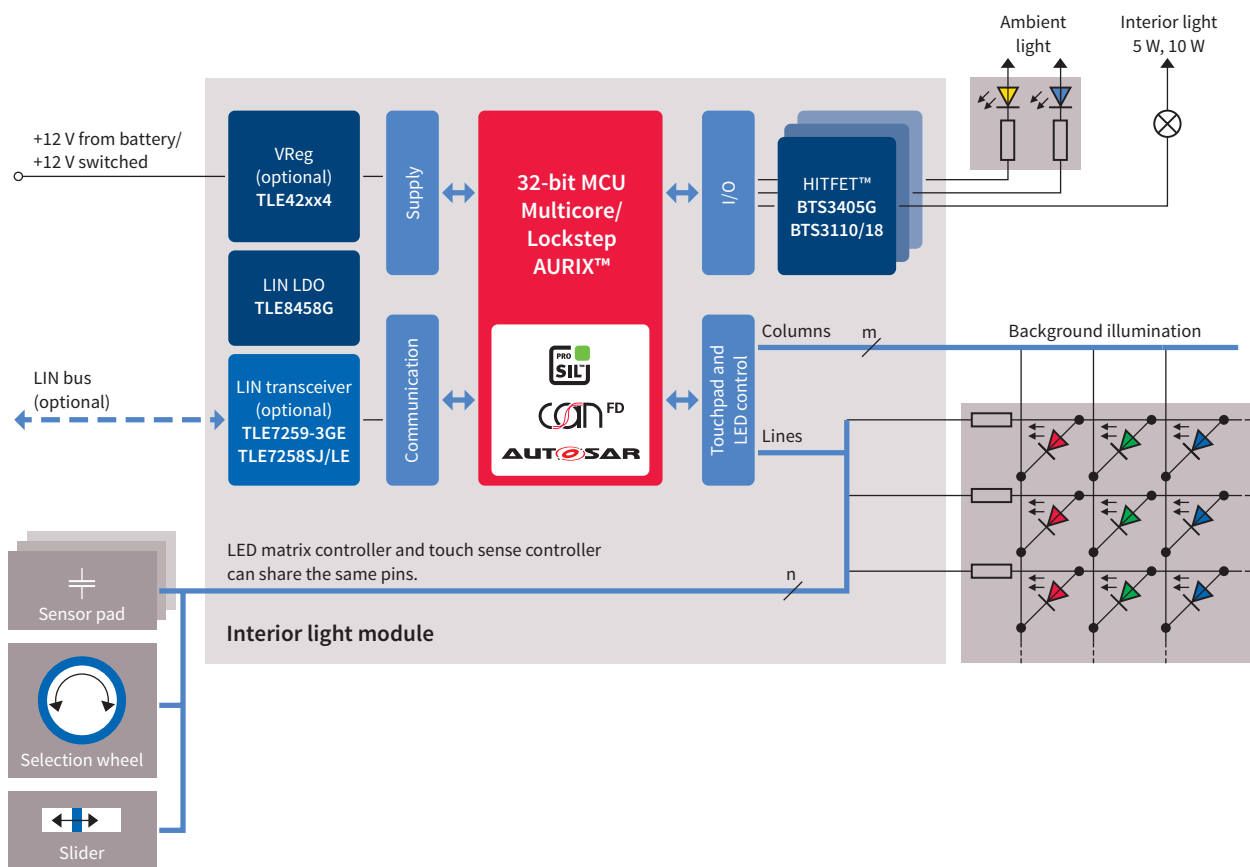 Ambient
light
Interior light
5 W, 10 W
+12 V from battery/
+12 V switched
VReg
(optional)
TLE42xx4
Supply
32-bit MCU
Multicore/
Lockstep
AURIX™
I/O
HITFET™
BTS3405G
BTS3110/18
LIN LDO
TLE8458G
LIN bus
(optional)
LIN transceiver
(optional)
TLE7259-3GE
TLE7258SJ/LE
Communication
PRO
SIL™
CAN FD
AUTOSAR
Touchpad and
LED control
Columns
m
Background illumination
Lines
LED matrix controller and touch sense controller
can share the same pins.
n
Interior light module
Sensor pad
Selection wheel
Slider